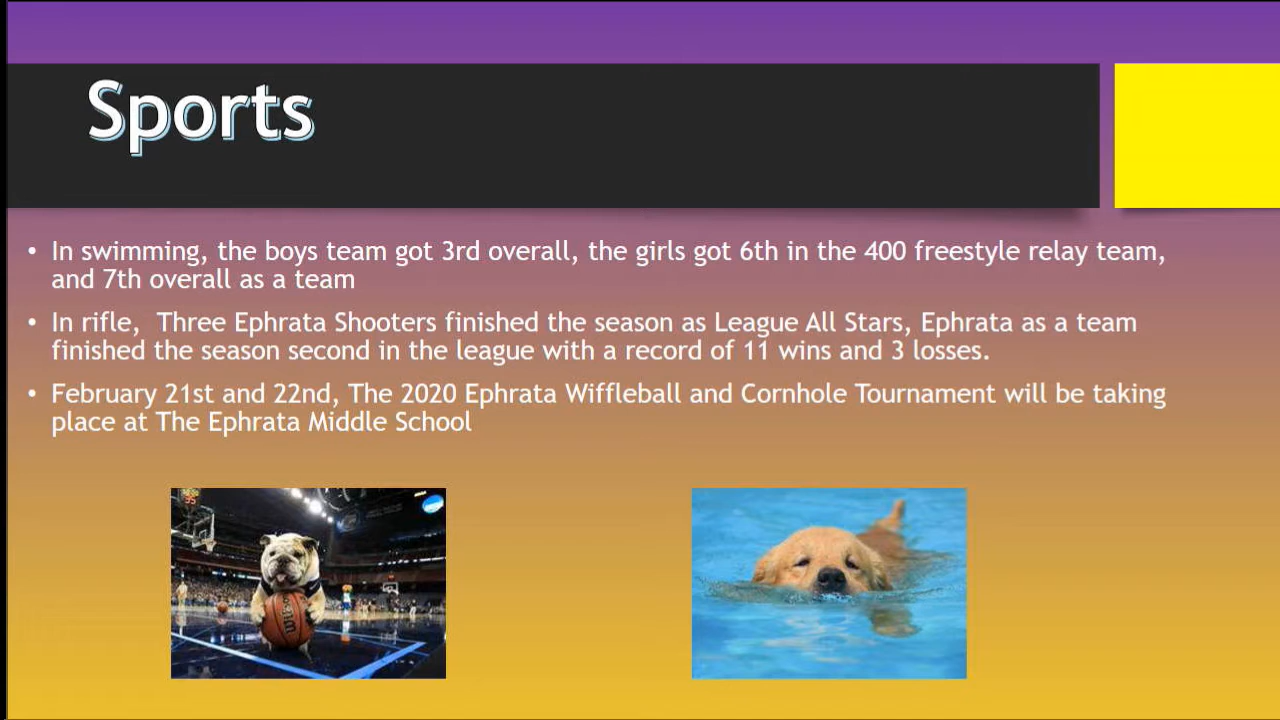 Sports
• In swimming, the boys team got 3rd overall, the girls got 6th in the 400 freestyle relay team,
and 7th overall as a team
• In rifle,  Three Ephrata Shooters finished the season as League All Stars, Ephrata as a team
finished the season second in the league with a record of 11 wins and 3 losses.
• February 21st and 22nd, The 2020 Ephrata Wiffleball and Cornhole Tournament will be taking
place at The Ephrata Middle School
Wilson